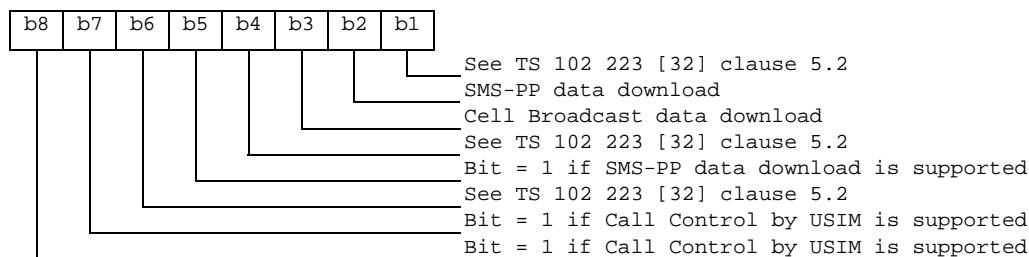 b8 b7 b6 b5 b4 b3 b2 b1
See TS 102 223 [32] clause 5.2
SMS-PP data download
Cell Broadcast data download
See TS 102 223 [32] clause 5.2
Bit = 1 if SMS-PP data download is supported
See TS 102 223 [32] clause 5.2
Bit = 1 if Call Control by USIM is supported
Bit = 1 if Call Control by USIM is supported